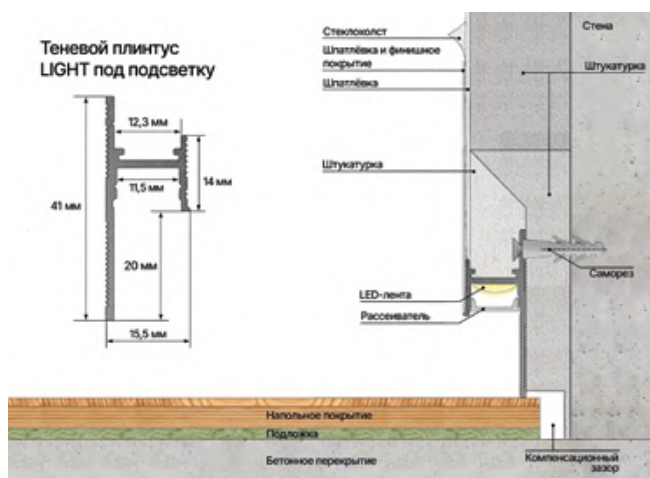 Теневой плинтус
LIGHT под подсветку
12,3 мм
11,5 мм
14 мм
41 мм
20 мм
15,5 мм
Стеклохолст
Шпатлёвка и финишное
покрытие
Шпатлёвка
Штукатурка
LED-лента
Рассеиватель
Стена
Штукатурка
Саморез
Напольное покрытие
Подложка
Бетонное перекрытие
Компенсационный
зазор